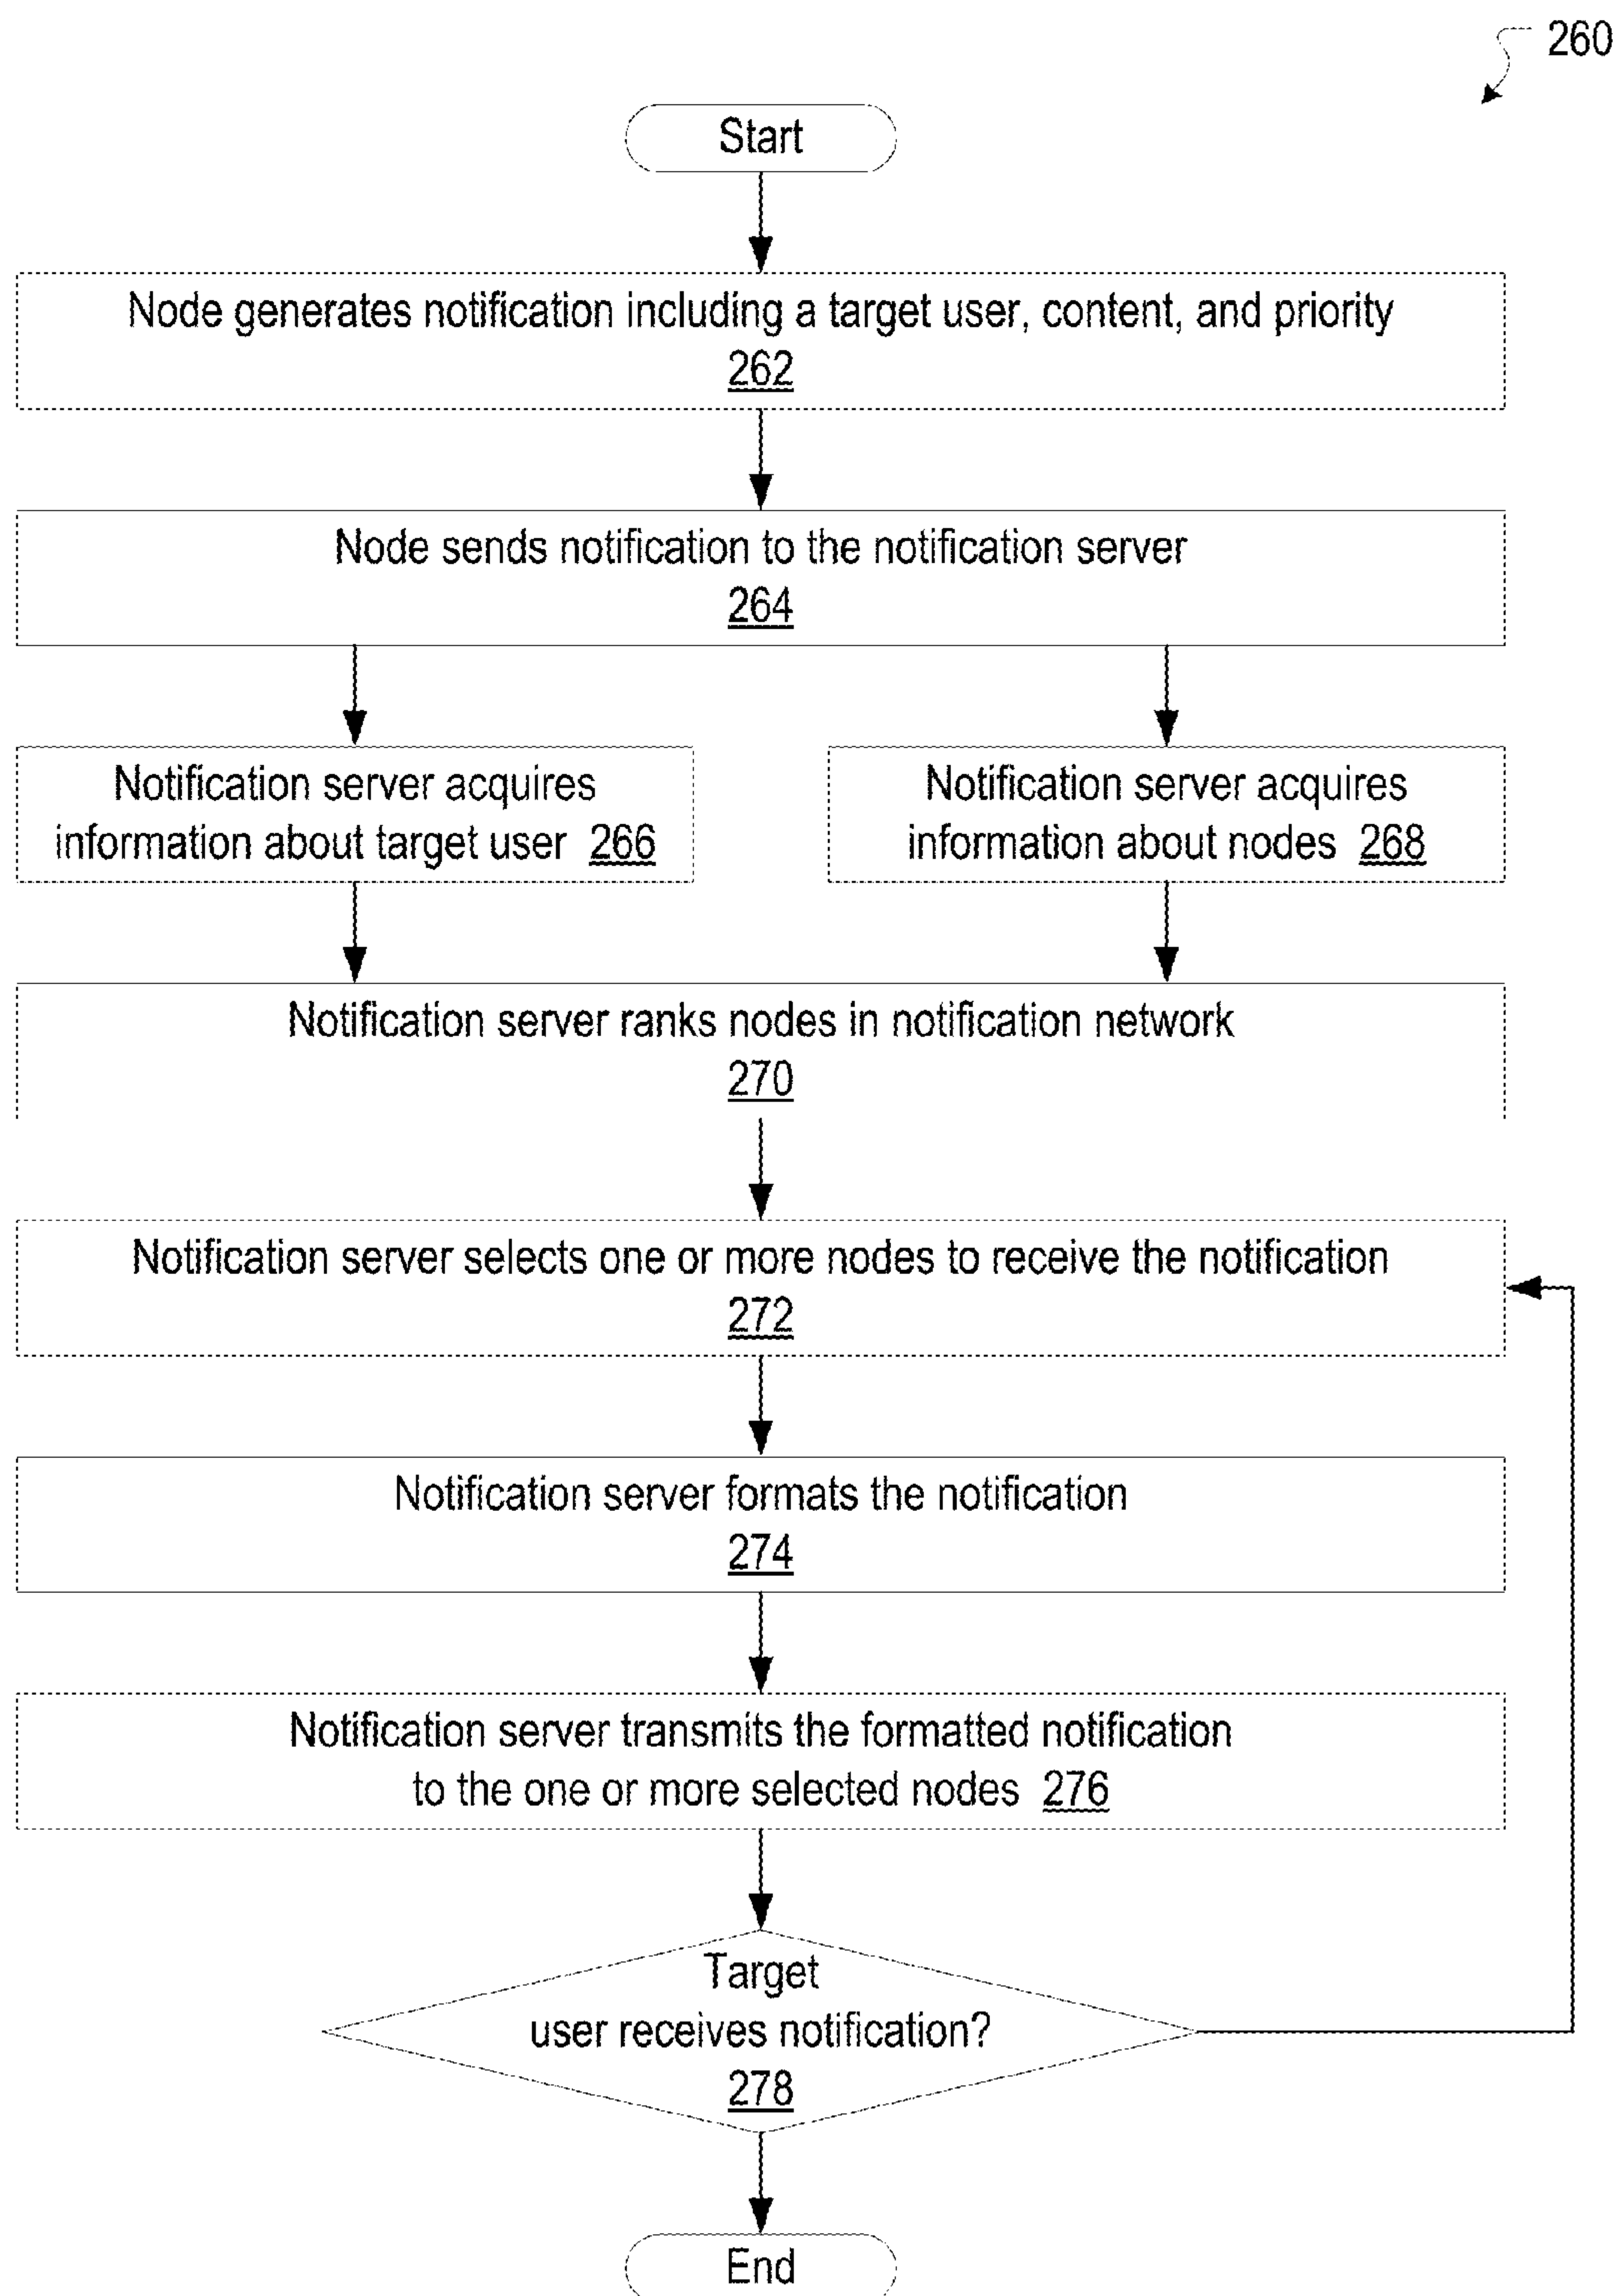 260
Start
Node generates notification including a target user, content, and priority
262
Node sends notification to the notification server
264
Notification server acquires
information about target user 266
Notification server acquires
information about nodes 268
Notification server ranks nodes in notification network
270
Notification server selects one or more nodes to receive the notification
272
Notification server formats the notification
274
Notification server transmits the formatted notification
to the one or more selected nodes 276
Target
user receives notification?
278
End